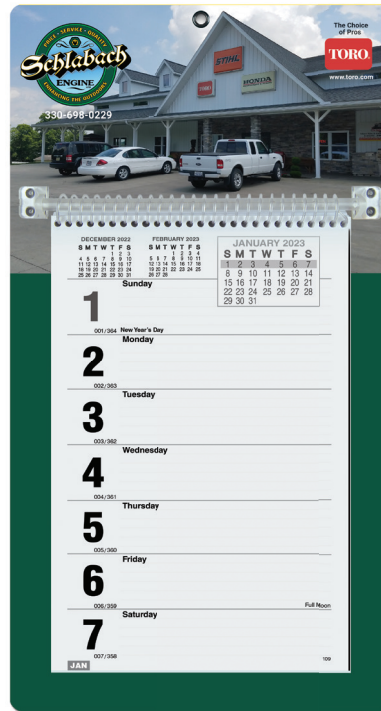 PRICE • SERVICE • QUALITY
Schlabach
ENGINE
ENHANCING THE OUTDOORS
330-698-0229
STIHL
HONDA
The Choice
of Pros
TORO
www.toro.com
DECEMBER 2022
S M T W T F S
1 2 3
4 5 6 7 8 9 10
11 12 13 14 15 16 17
18 19 20 21 22 23 24
25 26 27 28 29 30 31
FEBRUARY 2023
S M T W T F S
1 2 3 4
5 6 7 8 9 10 11
12 13 14 15 16 17 18
19 20 21 22 23 24 25
26 27 28
JANUARY 2023
S M T W T F S
1 2 3 4 5 6 7
8 9 10 11 12 13 14
15 16 17 18 19 20 21
22 23 24 25 26 27 28
29 30 31
Sunday
1
001/364 New Year's Day
Monday
2
002/363
Tuesday
3
003/362
Wednesday
4
004/361
Thursday
5
005/360
Friday
6
006/359 Full Noon
Saturday
7
007/358
JAN 109